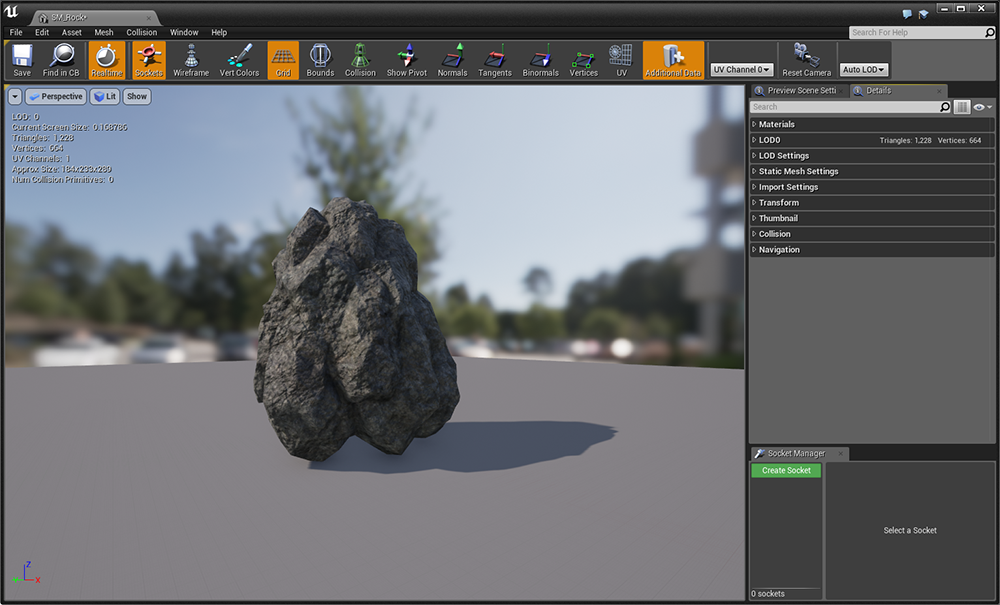 SM_Rock*
File Edit Asset Mesh Collision Window Help
Search For Help
Save Find in CB Realtime Sockets Wireframe Vert Colors Grid Bounds Collision Show Pivot Normals Tangents Binormals Vertices UV Additional Data UV Channel 0 Reset Camera Auto LOD
Perspective Lit Show
LOD: 0
Current Screen Size: 0.168786
Triangles: 1,228
Vertices: 664
UV Channels: 1
Approx Size: 184x233x289
Num Collision Primitives: 0
Z
X
Preview Scene Setti Details
Search
Materials
LOD0 Triangles: 1,228 Vertices: 664
LOD Settings
Static Mesh Settings
Import Settings
Transform
Thumbnail
Collision
Navigation
Socket Manager
Create Socket
Select a Socket
0 sockets